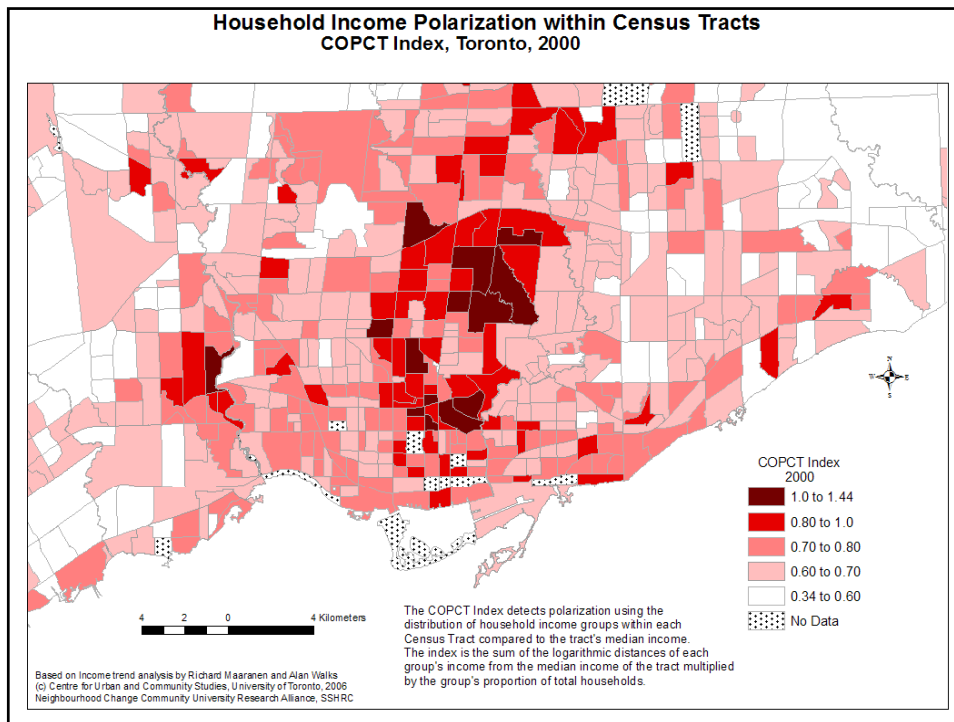 Household Income Polarization within Census Tracts
COPCT Index, Toronto, 2000
N
W E
S
COPCT Index
2000
1.0 to 1.44
0.80 to 1.0
0.70 to 0.80
0.60 to 0.70
0.34 to 0.60
No Data
4 2 0 4 Kilometers
The COPCT Index detects polarization using the
distribution of household income groups within each
Census Tract compared to the tract's median income.
The index is the sum of the logarithmic distances of each
group's income from the median income of the tract multiplied
by the group's proportion of total households.
Based on Income trend analysis by Richard Maaranen and Alan Walks
(c) Centre for Urban and Community Studies, University of Toronto, 2006
Neighbourhood Change Community University Research Alliance, SSHRC